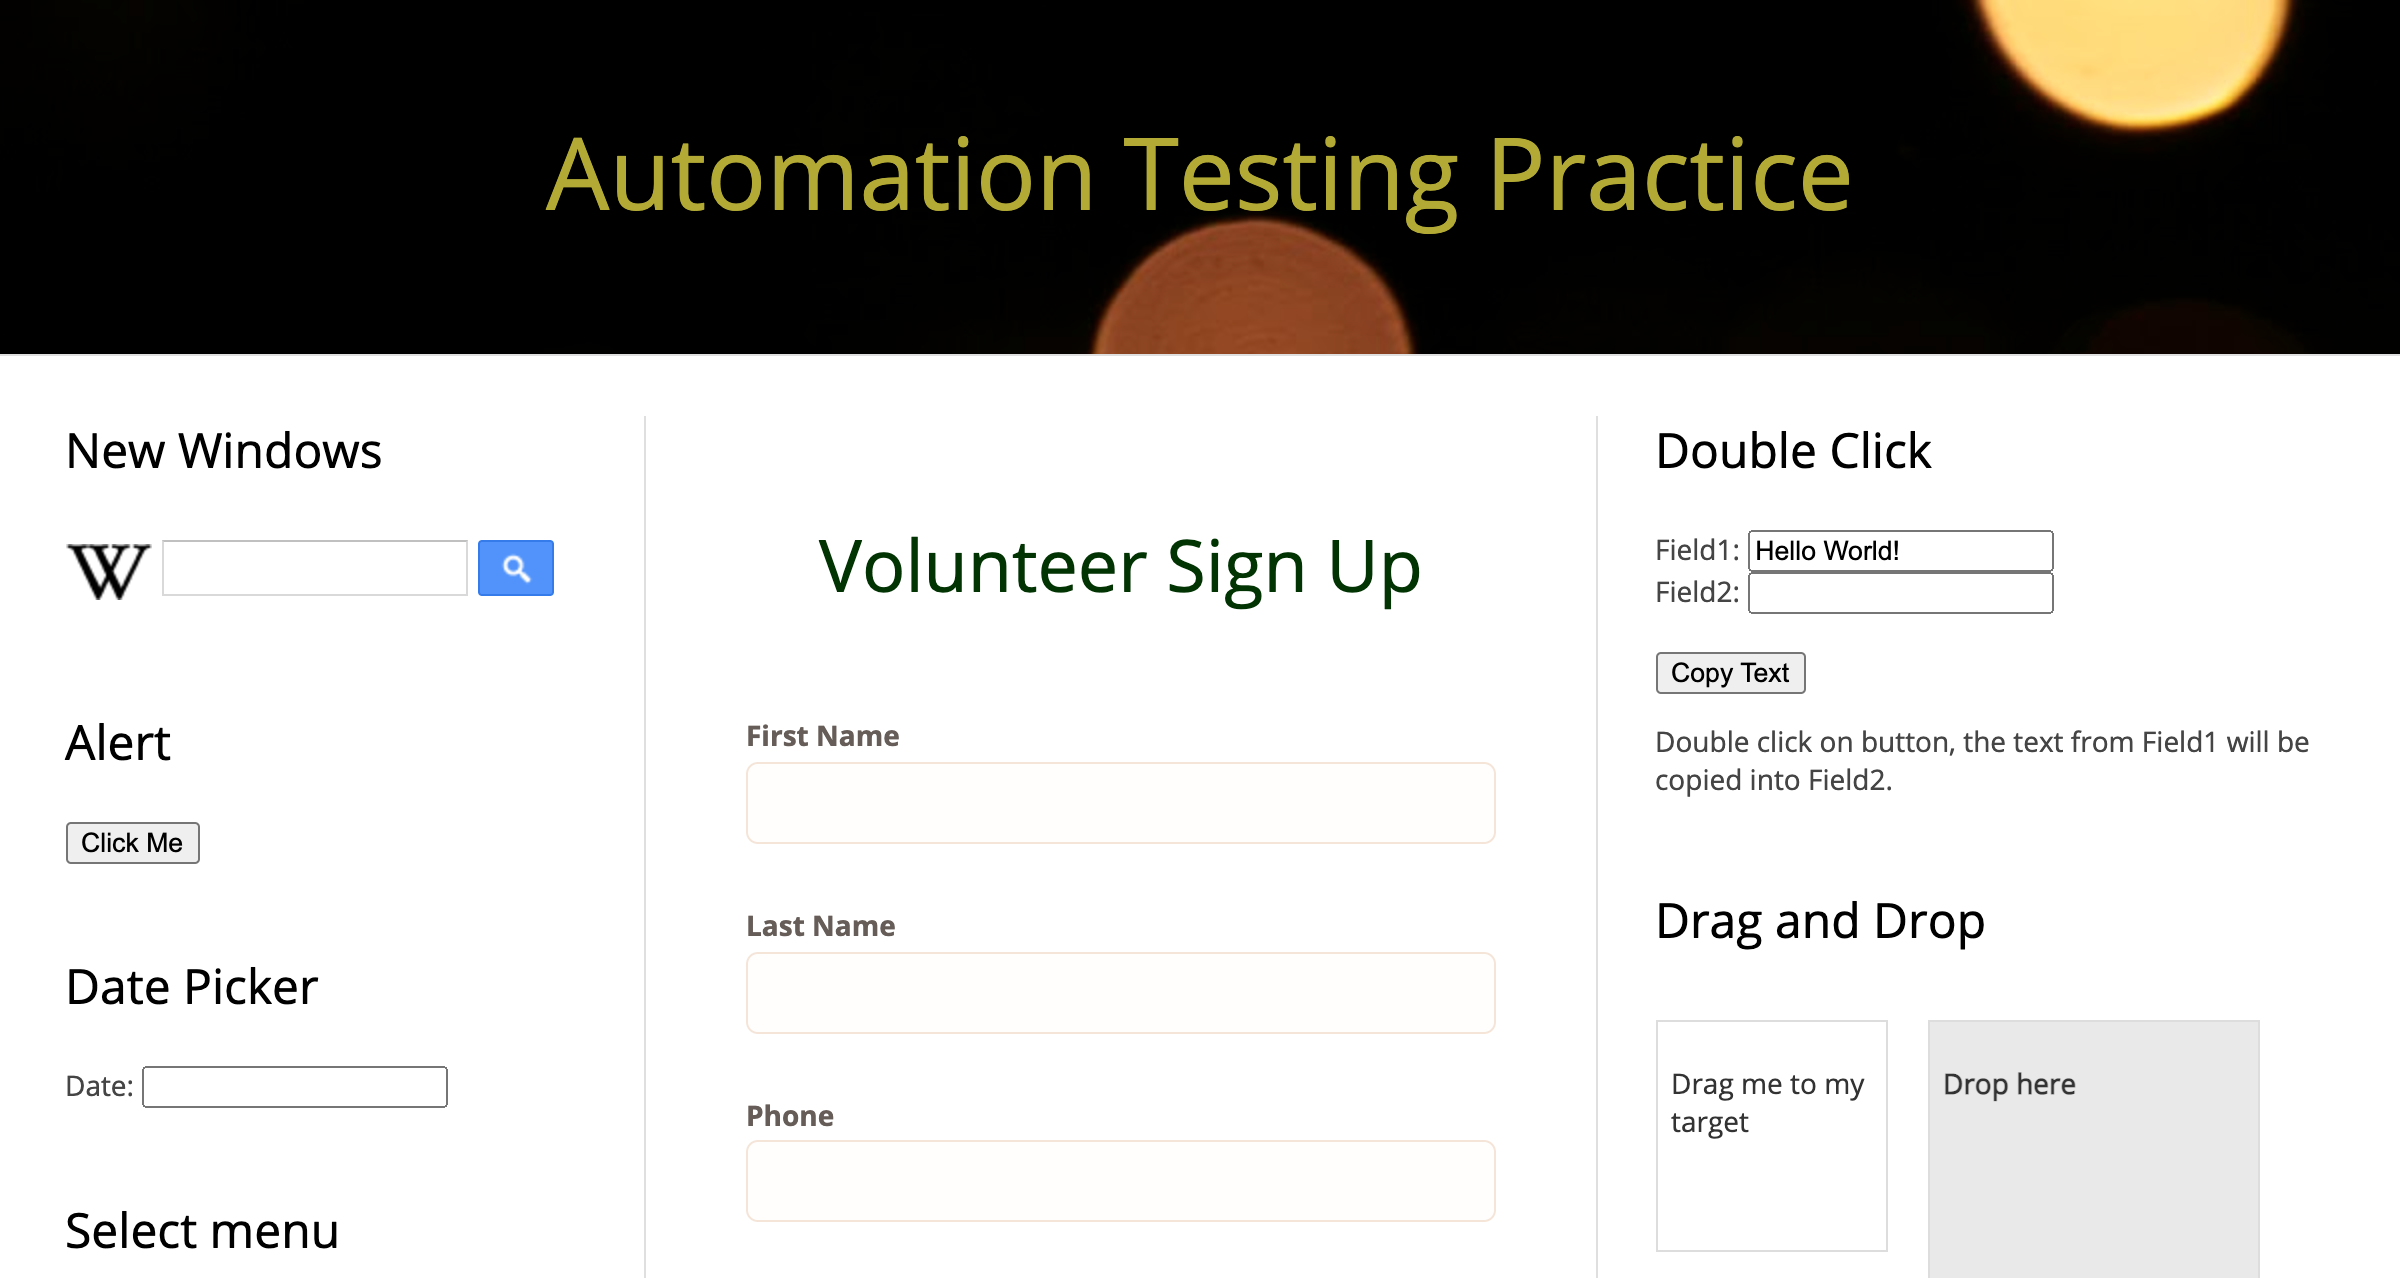 Automation Testing Practice
New Windows
W
Alert
Click Me
Date Picker
Date:
Select menu
Volunteer Sign Up
First Name
Last Name
Phone
Double Click
Field1: Hello World!
Field2:
Copy Text
Double click on button, the text from Field1 will be
copied into Field2.
Drag and Drop
Drag me to my
target
Drop here